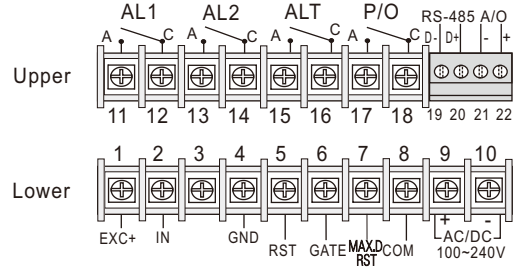 AL1 AL2 ALT P/O RS-485 A/O
A C A C A C A C D- D+ - +
Upper
11 12 13 14 15 16 17 18 19 20 21 22
1 2 3 4 5 6 7 8 9 10
Lower
+ -
EXC+ IN GND RST GATE MAX.D RST COM AC/DC
100~240V